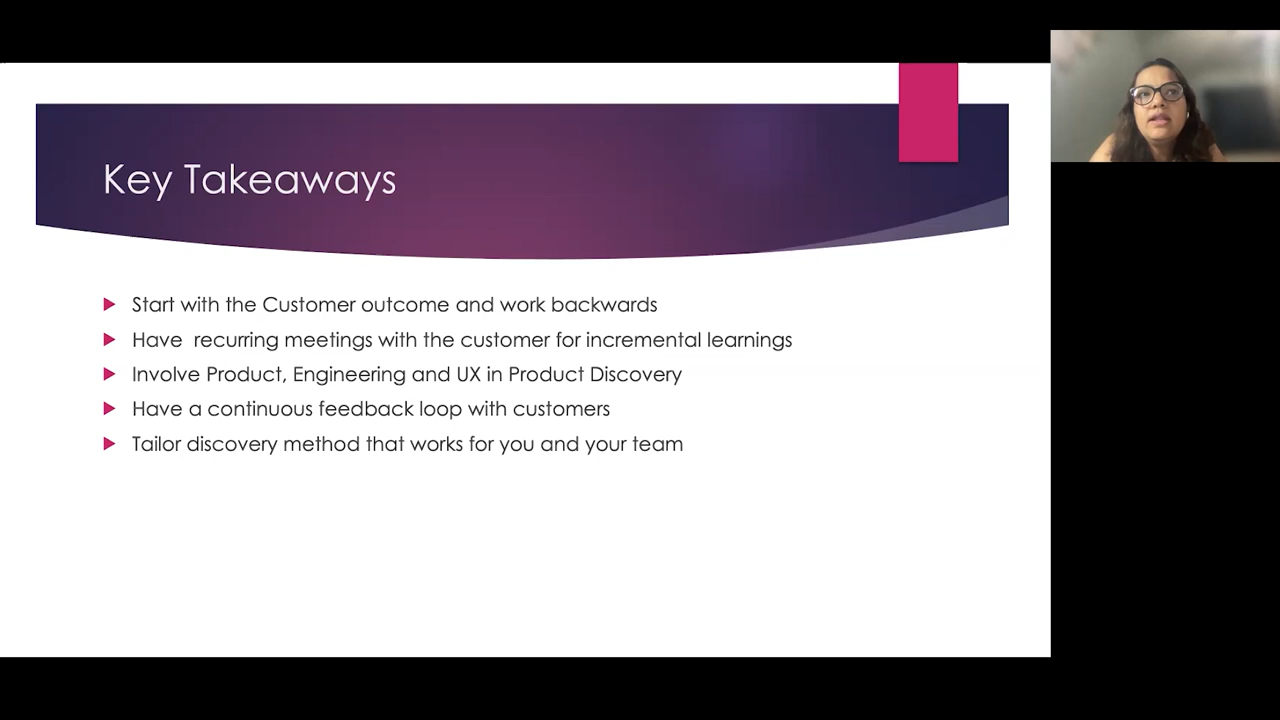 Key Takeaways
Start with the Customer outcome and work backwards
Have  recurring meetings with the customer for incremental learnings
Involve Product, Engineering and UX in Product Discovery
Have a continuous feedback loop with customers
Tailor discovery method that works for you and your team